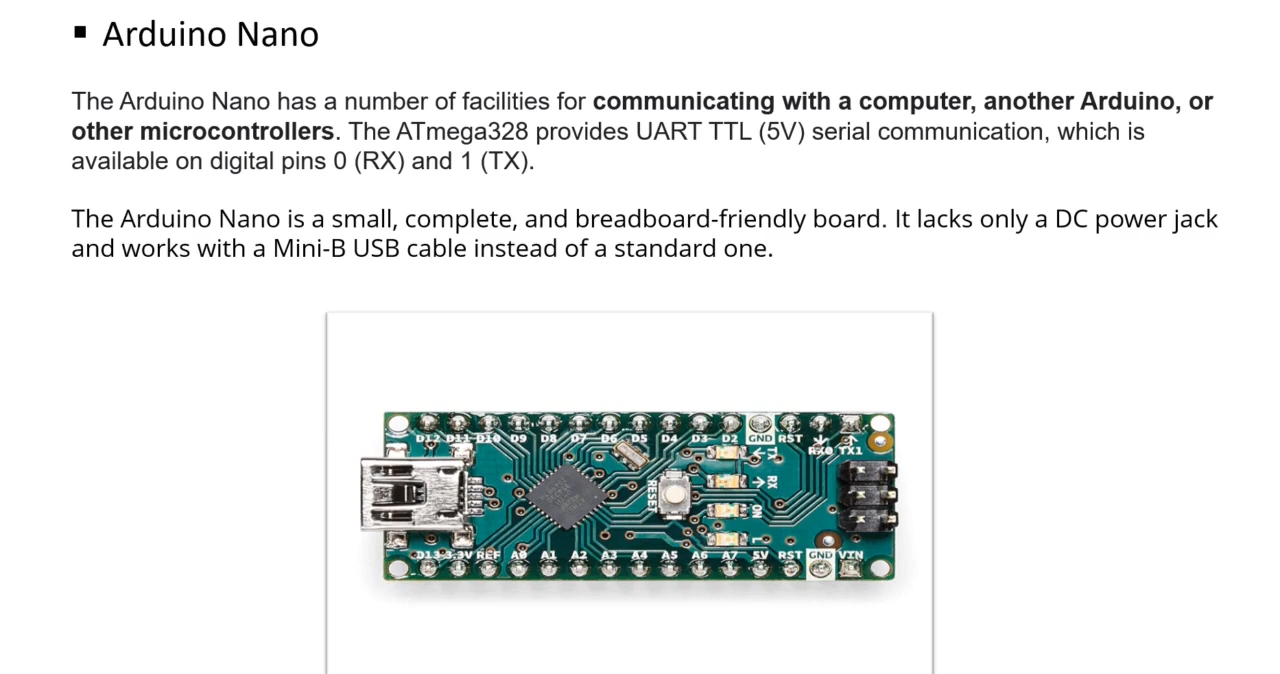 ▪ Arduino Nano
The Arduino Nano has a number of facilities for communicating with a computer, another Arduino, or
other microcontrollers. The ATmega328 provides UART TTL (5V) serial communication, which is
available on digital pins 0 (RX) and 1 (TX).
The Arduino Nano is a small, complete, and breadboard-friendly board. It lacks only a DC power jack
and works with a Mini-B USB cable instead of a standard one.
D12 D11 D10 D9 D8 D7 D6 D5 D4 D3 D2 GND RST RX0 TX1
TX
RX
RESET
ON
L
D13 3.3V REF A0 A1 A2 A3 A4 A5 A6 A7 5V RST GND VIN